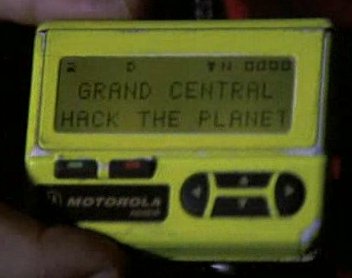 GRAND CENTRAL
HACK THE PLANET
MOTOROLA